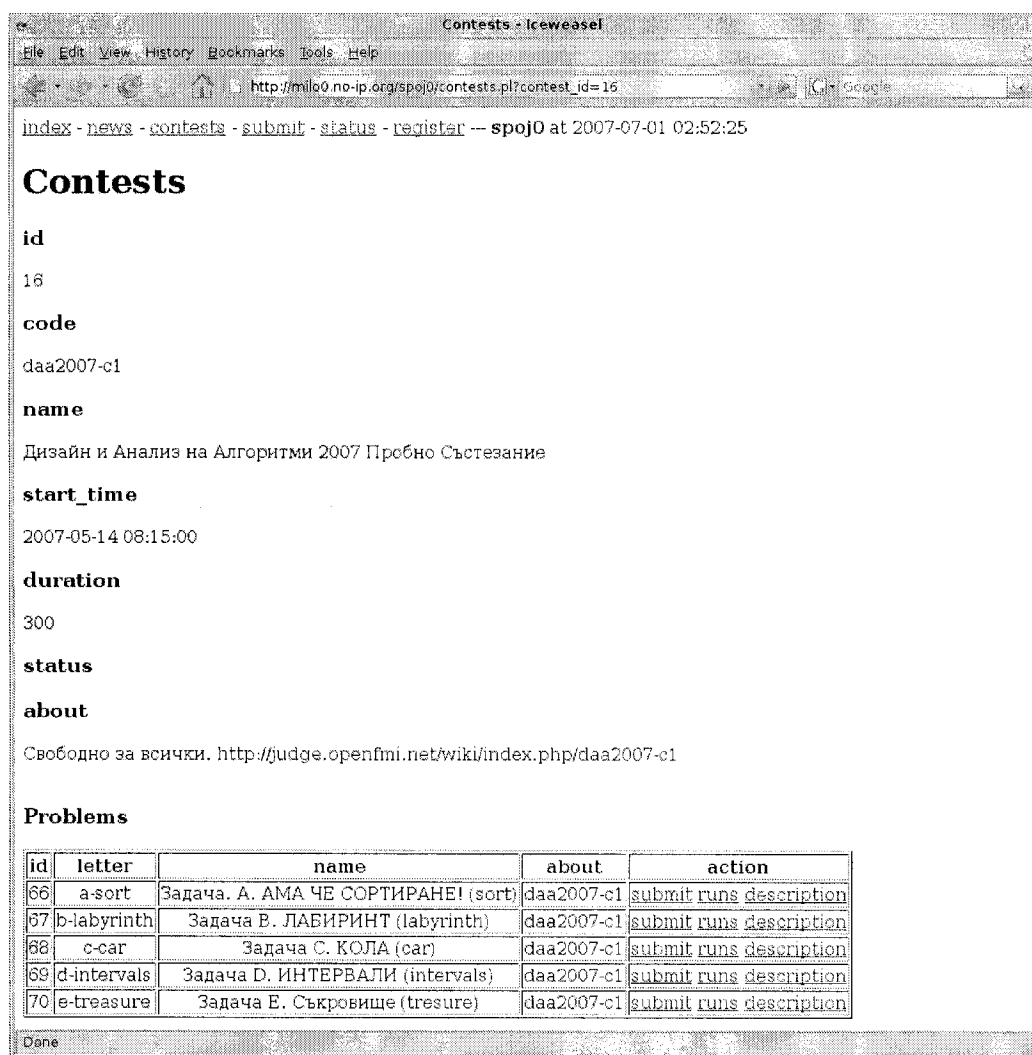 Contests - Iceweasel
File Edit View History Bookmarks Tools Help
http://milo0.no-ip.org/spoj0/contests.pl?contest_id=16 Google
index - news - contests - submit - status - register --- spoj0 at 2007-07-01 02:52:25
Contests
id
16
code
daa2007-c1
name
Дизайн и Анализ на Алгоритми 2007 Пробно Състезание
start_time
2007-05-14 08:15:00
duration
300
status
about
Свободно за всички. http://judge.openfmi.net/wiki/index.php/daa2007-c1
Problems
id letter name about action
66 a-sort Задача. A. АМА ЧЕ СОРТИРАНЕ! (sort) daa2007-c1 submit runs description
67 b-labyrinth Задача B. ЛАБИРИНТ (labyrinth) daa2007-c1 submit runs description
68 c-car Задача C. КОЛА (car) daa2007-c1 submit runs description
69 d-intervals Задача D. ИНТЕРВАЛИ (intervals) daa2007-c1 submit runs description
70 e-treasure Задача E. Съкровище (tresure) daa2007-c1 submit runs description
Done